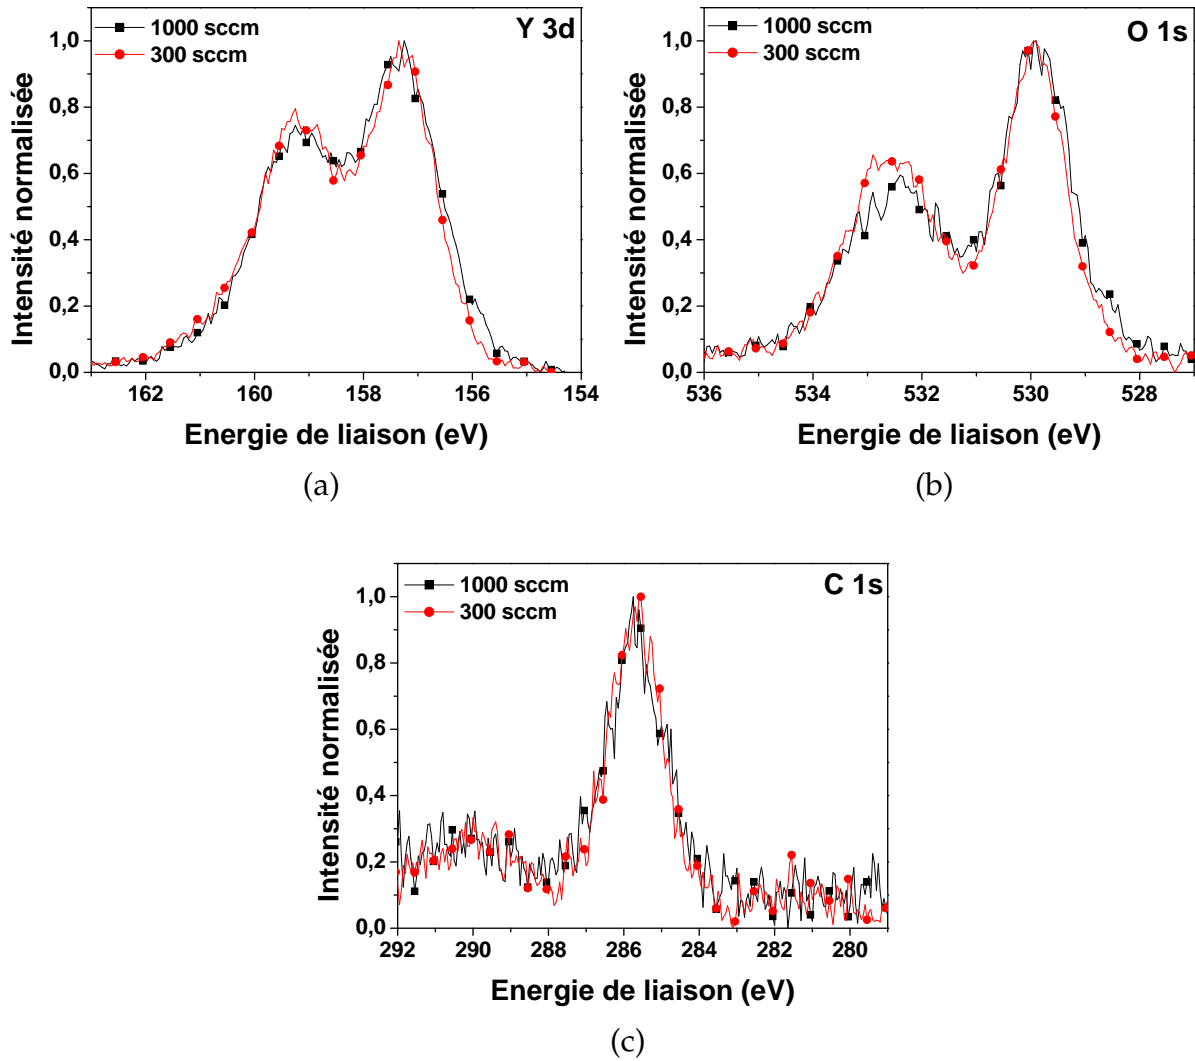 1000 sccm
300 sccm
Y 3d
1,0
0,8
0,6
0,4
0,2
0,0
Intensité normalisée
162 160 158 156 154
Energie de liaison (eV)
(a)
1000 sccm
300 sccm
O 1s
1,0
0,8
0,6
0,4
0,2
0,0
Intensité normalisée
536 534 532 530 528
Energie de liaison (eV)
(b)
1000 sccm
300 sccm
C 1s
1,0
0,8
0,6
0,4
0,2
0,0
Intensité normalisée
292 290 288 286 284 282 280
Energie de liaison (eV)
(c)